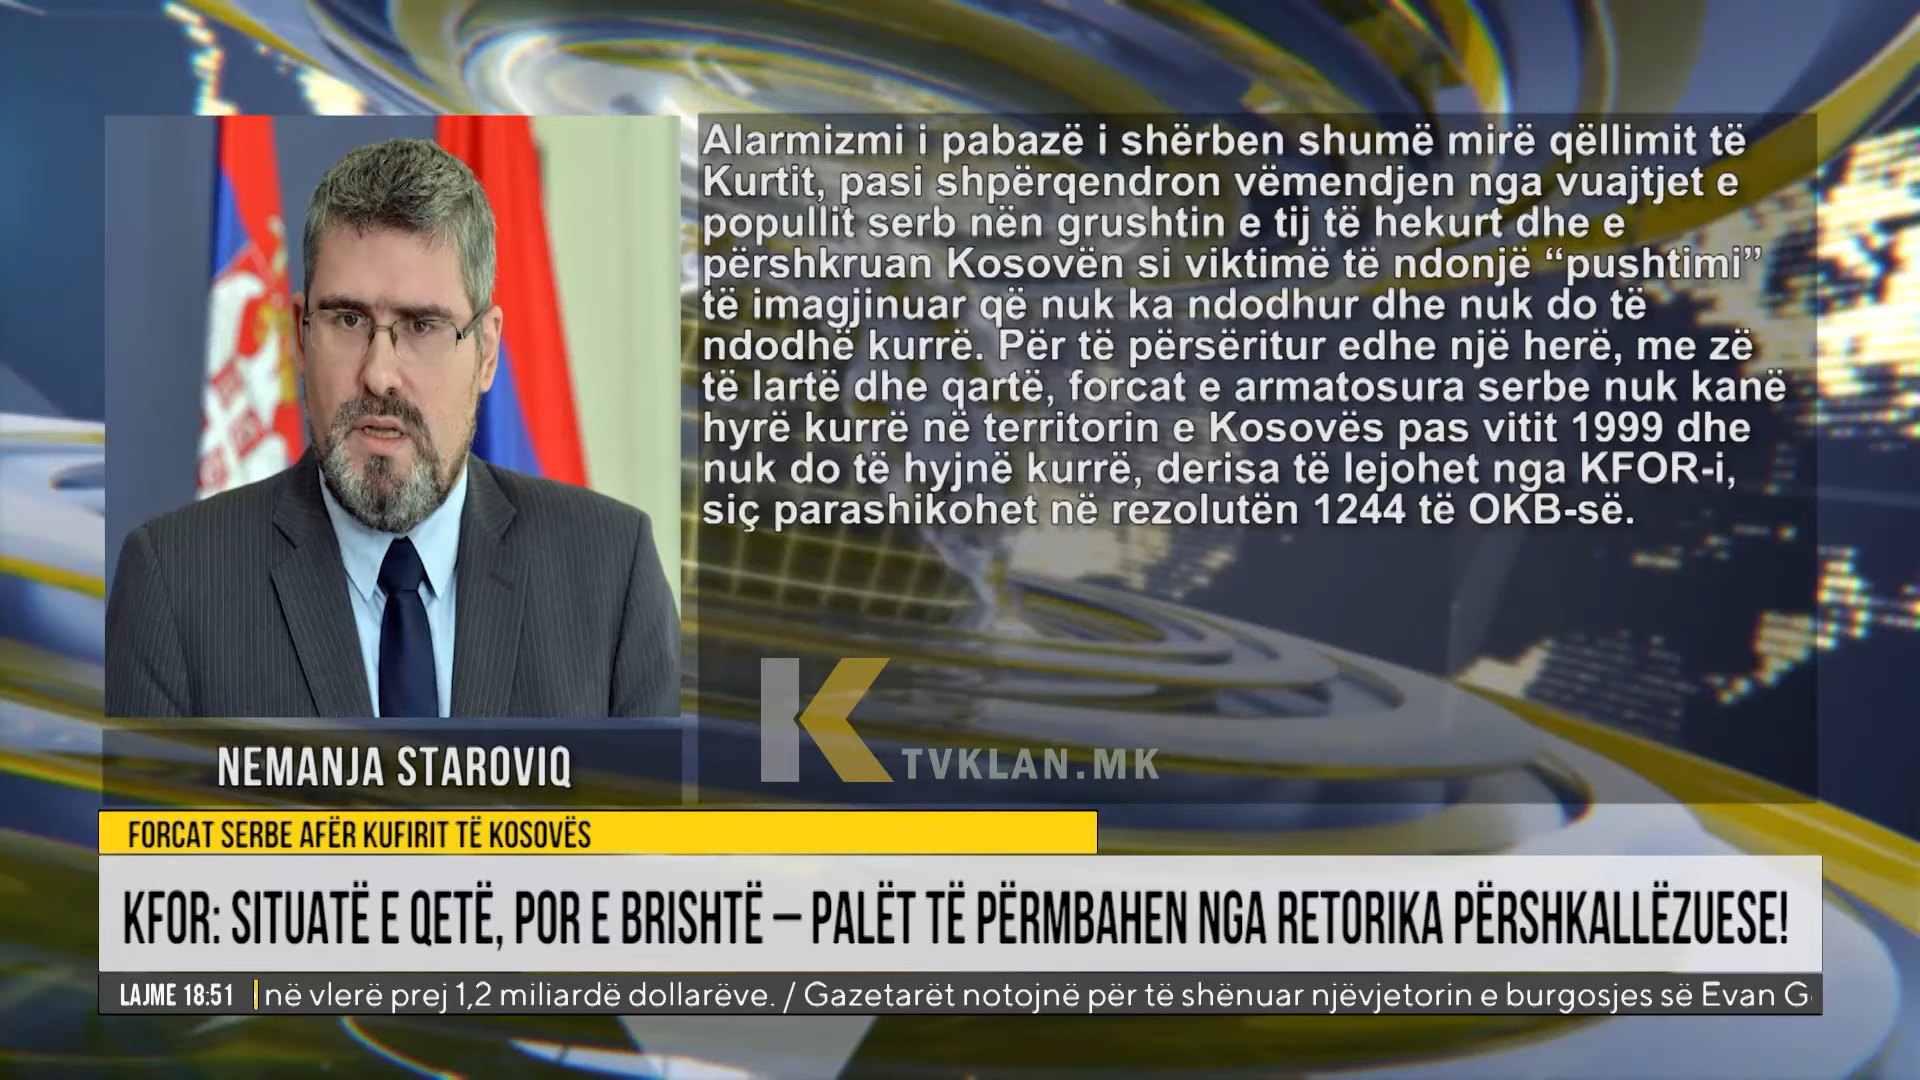 Alarmizmi i pabazë i shërben shumë mirë qëllimit të
Kurtit, pasi shpërqendron vëmendjen nga vuajtjet e
popullit serb nën grushtin e tij të hekurt dhe e
përshkruan Kosovën si viktimë të ndonjë “pushtimi”
të imagjinuar që nuk ka ndodhur dhe nuk do të
ndodhë kurrë. Për të përsëritur edhe një herë, me zë
të lartë dhe qartë, forcat e armatosura serbe nuk kanë
hyrë kurrë në territorin e Kosovës pas vitit 1999 dhe
nuk do të hyjnë kurrë, derisa të lejohet nga KFOR-i,
siç parashikohet në rezolutën 1244 të OKB-së.
K TVKLAN.MK
NEMANJA STAROVIQ
FORCAT SERBE AFËR KUFIRIT TË KOSOVËS
KFOR: SITUATË E QETË, POR E BRISHTË – PALËT TË PËRMBAHEN NGA RETORIKA PËRSHKALLËZUESE!
LAJME 18:51 në vlerë prej 1,2 miliardë dollarëve. / Gazetarët notojnë për të shënuar njëvjetorin e burgosjes së Evan G